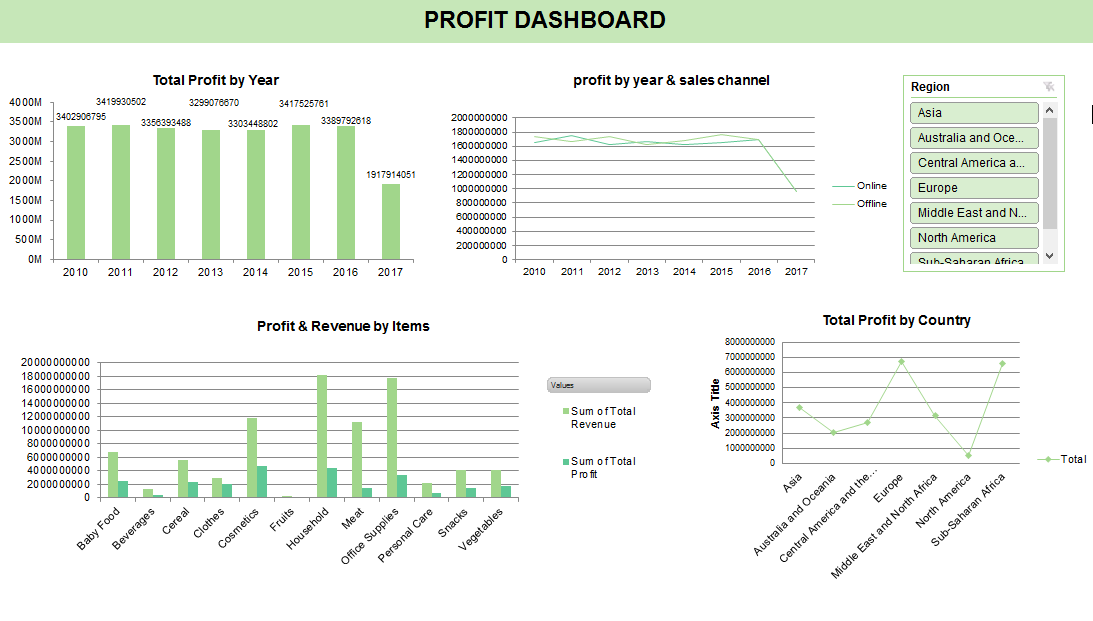 PROFIT DASHBOARD
Total Profit by Year
4000M
3500M
3000M
2500M
2000M
1500M
1000M
500M
0M
3402906795
3419930502
3356393488
3299076670
3303448802
3417525761
3389792618
1917914051
2010 2011 2012 2013 2014 2015 2016 2017
profit by year & sales channel
2000000000
1800000000
1600000000
1400000000
1200000000
1000000000
800000000
600000000
400000000
200000000
0
2010 2011 2012 2013 2014 2015 2016 2017
Online
Offline
Region
Asia
Australia and Oce...
Central America a...
Europe
Middle East and N...
North America
Sub-Saharan Africa
Profit & Revenue by Items
20000000000
18000000000
16000000000
14000000000
12000000000
10000000000
8000000000
6000000000
4000000000
2000000000
0
Baby Food
Beverages
Cereal
Clothes
Cosmetics
Fruits
Household
Meat
Office Supplies
Personal Care
Snacks
Vegetables
Values
Sum of Total
Revenue
Sum of Total
Profit
Total Profit by Country
Axis Title
8000000000
7000000000
6000000000
5000000000
4000000000
3000000000
2000000000
1000000000
0
Asia
Australia and Oceania
Central America and the...
Europe
Middle East and North Africa
North America
Sub-Saharan Africa
Total